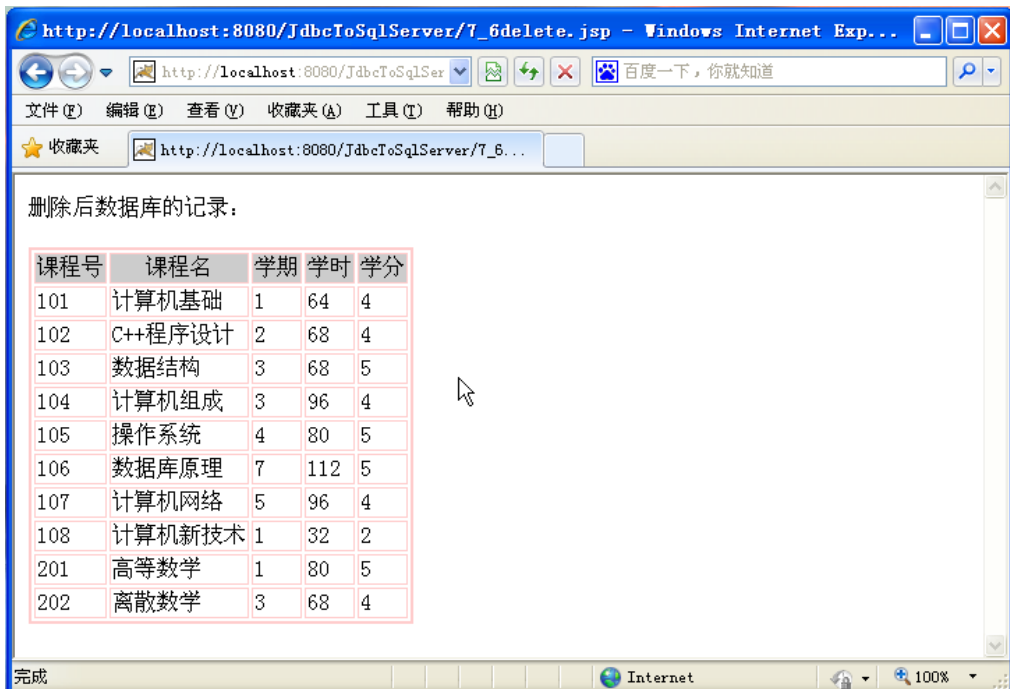 http://localhost:8080/JdbcToSqlServer/7_6delete.jsp - Windows Internet Exp...
http://localhost:8080/JdbcToSqlSer 百度一下，你就知道
文件(F) 编辑(E) 查看(V) 收藏夹(A) 工具(T) 帮助(H)
收藏夹 http://localhost:8080/JdbcToSqlServer/7_6...
删除后数据库的记录：
课程号 课程名 学期 学时 学分
101 计算机基础 1 64 4
102 C++程序设计 2 68 4
103 数据结构 3 68 5
104 计算机组成 3 96 4
105 操作系统 4 80 5
106 数据库原理 7 112 5
107 计算机网络 5 96 4
108 计算机新技术 1 32 2
201 高等数学 1 80 5
202 离散数学 3 68 4
完成 Internet 100%